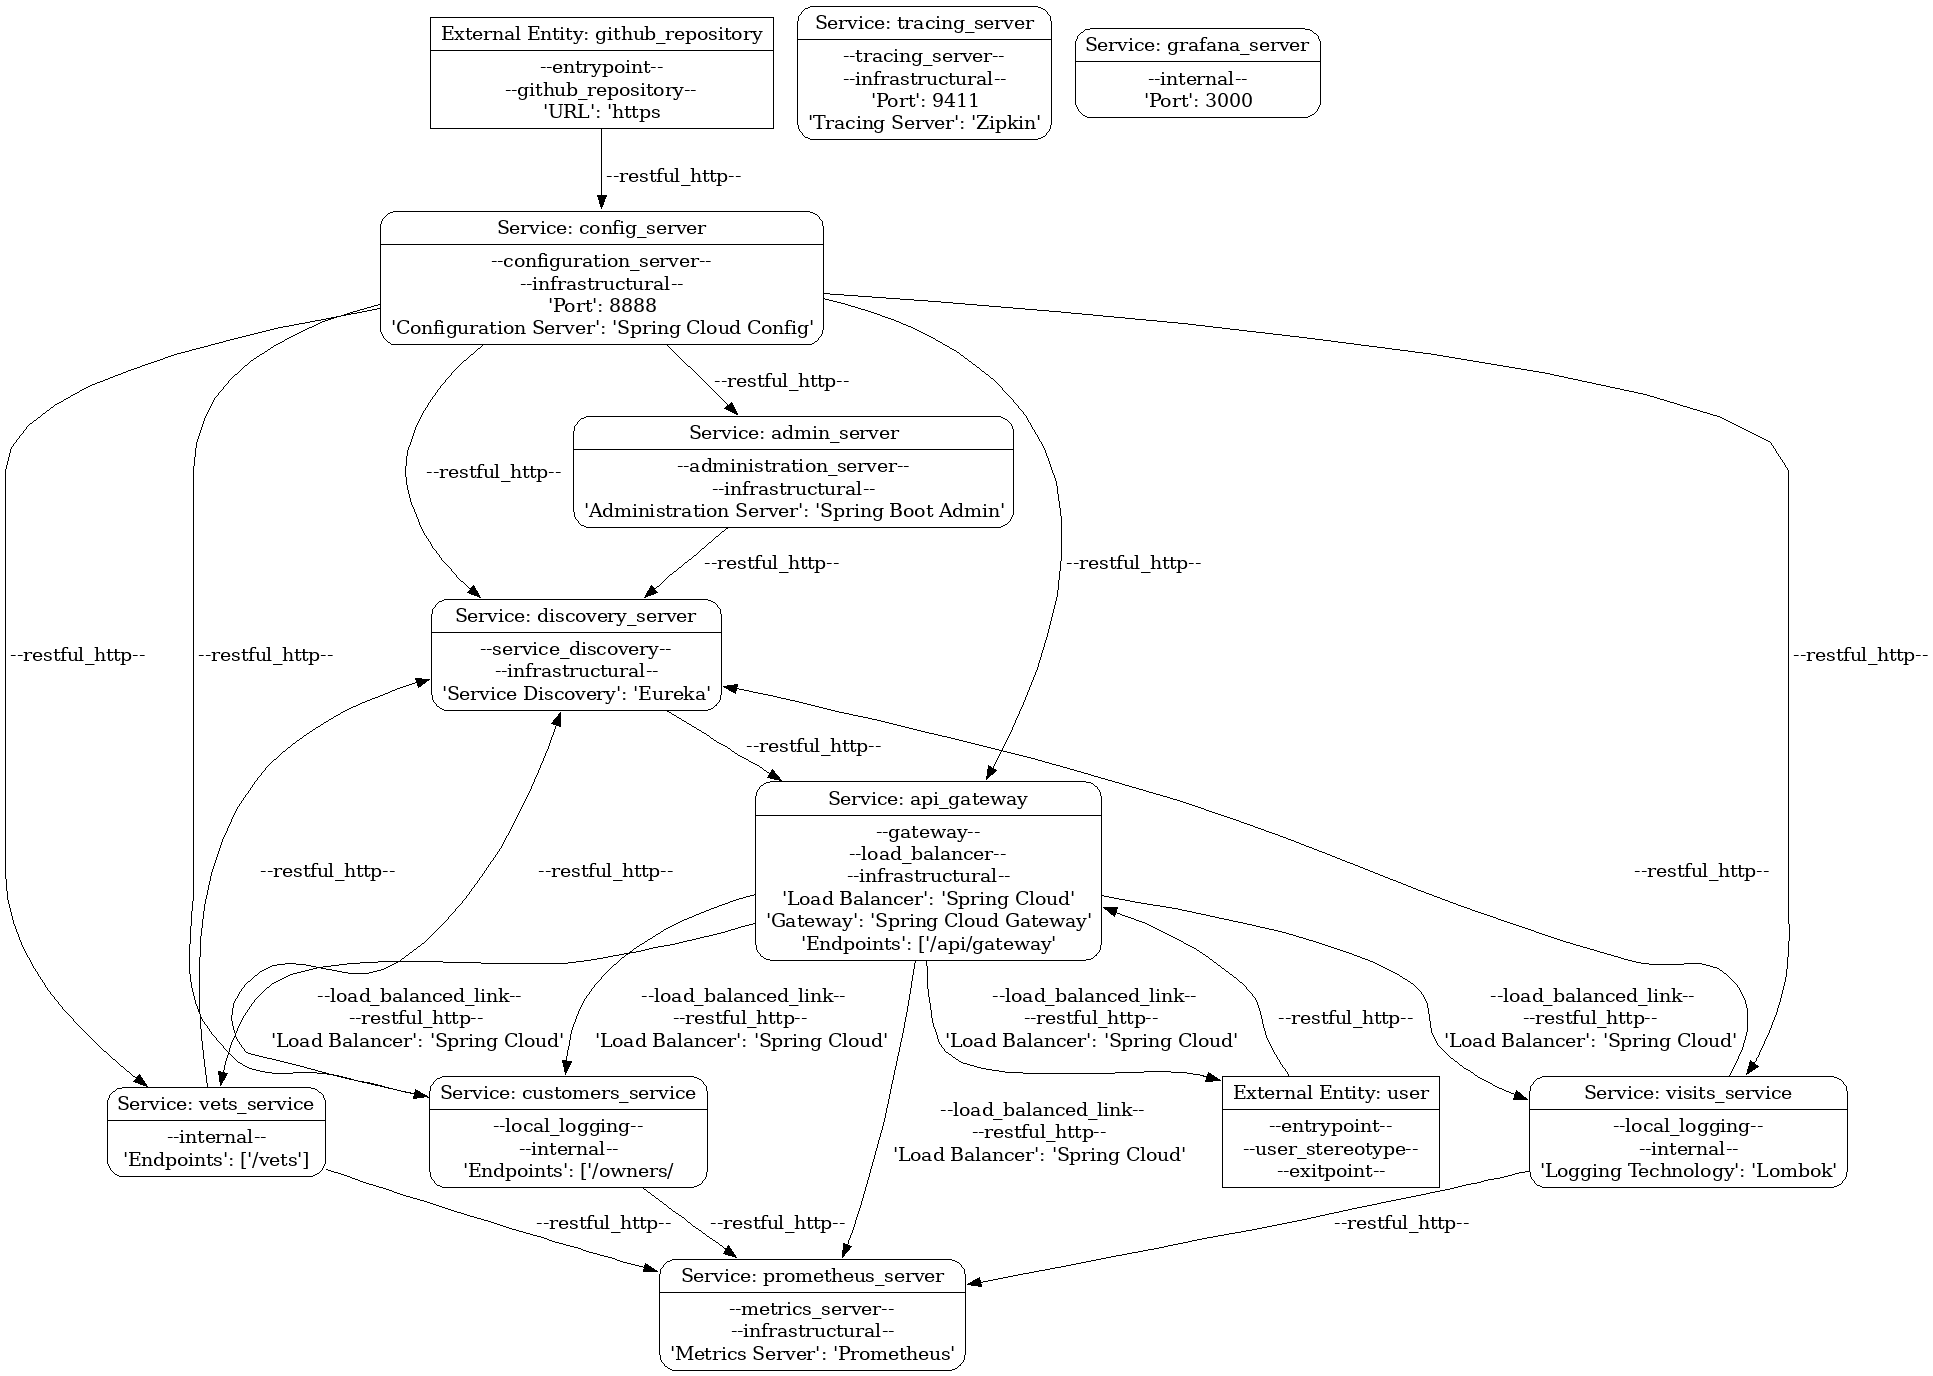 External Entity: github_repository
--entrypoint--
--github_repository--
'URL': 'https
Service: tracing_server
--tracing_server--
--infrastructural--
'Port': 9411
'Tracing Server': 'Zipkin'
Service: grafana_server
--internal--
'Port': 3000
--restful_http--
Service: config_server
--configuration_server--
--infrastructural--
'Port': 8888
'Configuration Server': 'Spring Cloud Config'
--restful_http--
--restful_http--
Service: admin_server
--administration_server--
--infrastructural--
'Administration Server': 'Spring Boot Admin'
--restful_http--
--restful_http--
Service: discovery_server
--service_discovery--
--infrastructural--
'Service Discovery': 'Eureka'
--restful_http--
--restful_http--
--restful_http--
--restful_http--
Service: api_gateway
--gateway--
--load_balancer--
--infrastructural--
'Load Balancer': 'Spring Cloud'
'Gateway': 'Spring Cloud Gateway'
'Endpoints': ['/api/gateway'
--restful_http--
--restful_http--
--restful_http--
--load_balanced_link--
--restful_http--
'Load Balancer': 'Spring Cloud'
--load_balanced_link--
--restful_http--
'Load Balancer': 'Spring Cloud'
--load_balanced_link--
--restful_http--
'Load Balancer': 'Spring Cloud'
--restful_http--
--load_balanced_link--
--restful_http--
'Load Balancer': 'Spring Cloud'
Service: vets_service
--internal--
'Endpoints': ['/vets']
Service: customers_service
--local_logging--
--internal--
'Endpoints': ['/owners/
--load_balanced_link--
--restful_http--
'Load Balancer': 'Spring Cloud'
External Entity: user
--entrypoint--
--user_stereotype--
--exitpoint--
Service: visits_service
--local_logging--
--internal--
'Logging Technology': 'Lombok'
--restful_http--
--restful_http--
--restful_http--
Service: prometheus_server
--metrics_server--
--infrastructural--
'Metrics Server': 'Prometheus'